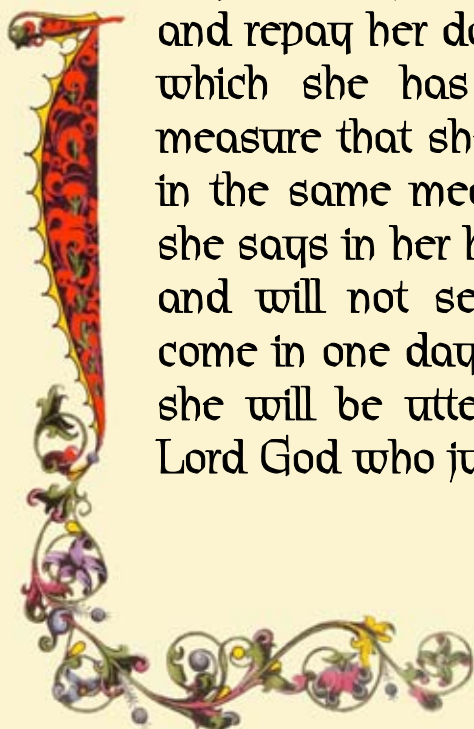 and repay her do
which she has
measure that sh
in the same me
she says in her h
and will not se
come in one day
she will be utte
Lord God who ju